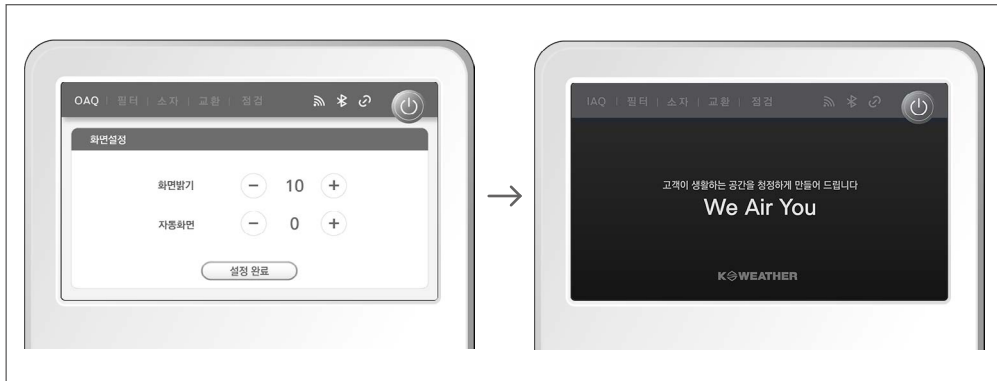 OAQ | 필터 | 소자 | 교환 | 점검
화면설정
화면밝기 − 10 +
자동화면 − 0 +
설정 완료
IAQ | 필터 | 소자 | 교환 | 점검
고객이 생활하는 공간을 청정하게 만들어 드립니다
We Air You
KWEATHER